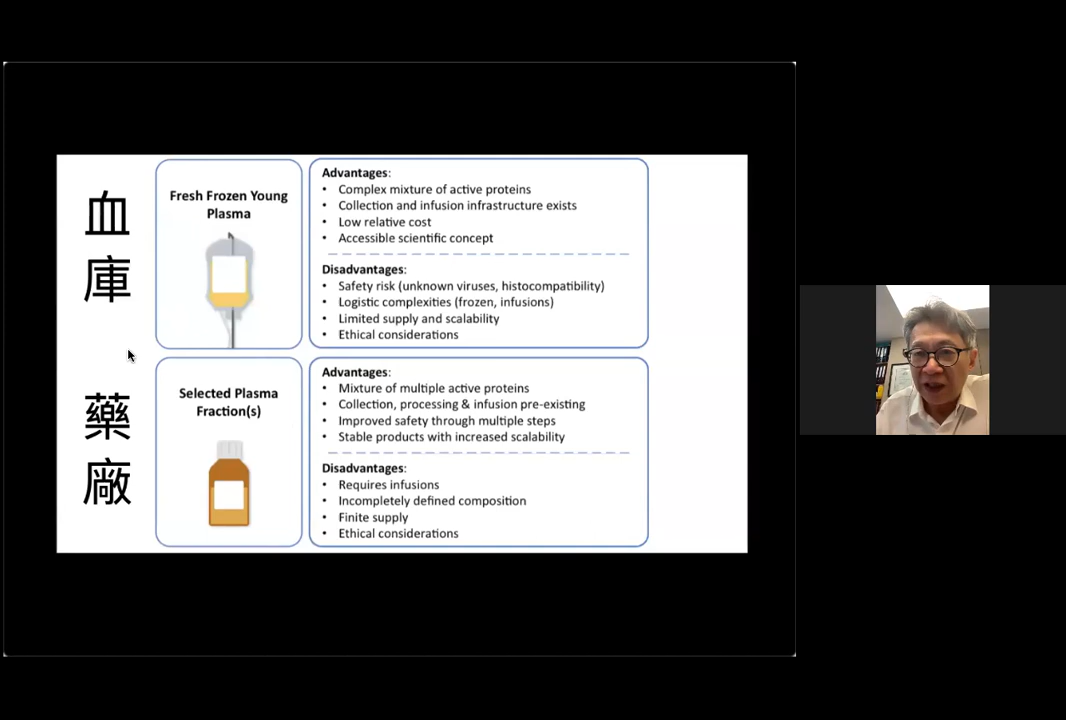 血
庫
Fresh Frozen Young
Plasma
Advantages:
• Complex mixture of active proteins
• Collection and infusion infrastructure exists
• Low relative cost
• Accessible scientific concept
Disadvantages:
• Safety risk (unknown viruses, histocompatibility)
• Logistic complexities (frozen, infusions)
• Limited supply and scalability
• Ethical considerations
藥
廠
Selected Plasma
Fraction(s)
Advantages:
• Mixture of multiple active proteins
• Collection, processing & infusion pre-existing
• Improved safety through multiple steps
• Stable products with increased scalability
Disadvantages:
• Requires infusions
• Incompletely defined composition
• Finite supply
• Ethical considerations